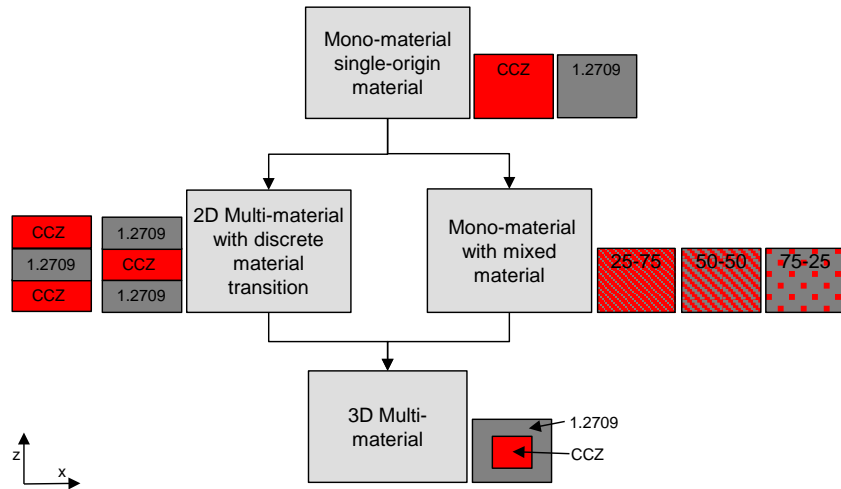 Mono-material
single-origin
material
CCZ
1.2709
2D Multi-material
with discrete
material
transition
CCZ
1.2709
CCZ
1.2709
CCZ
1.2709
Mono-material
with mixed
material
25-75
50-50
75-25
3D Multi-
material
1.2709
CCZ
z
x